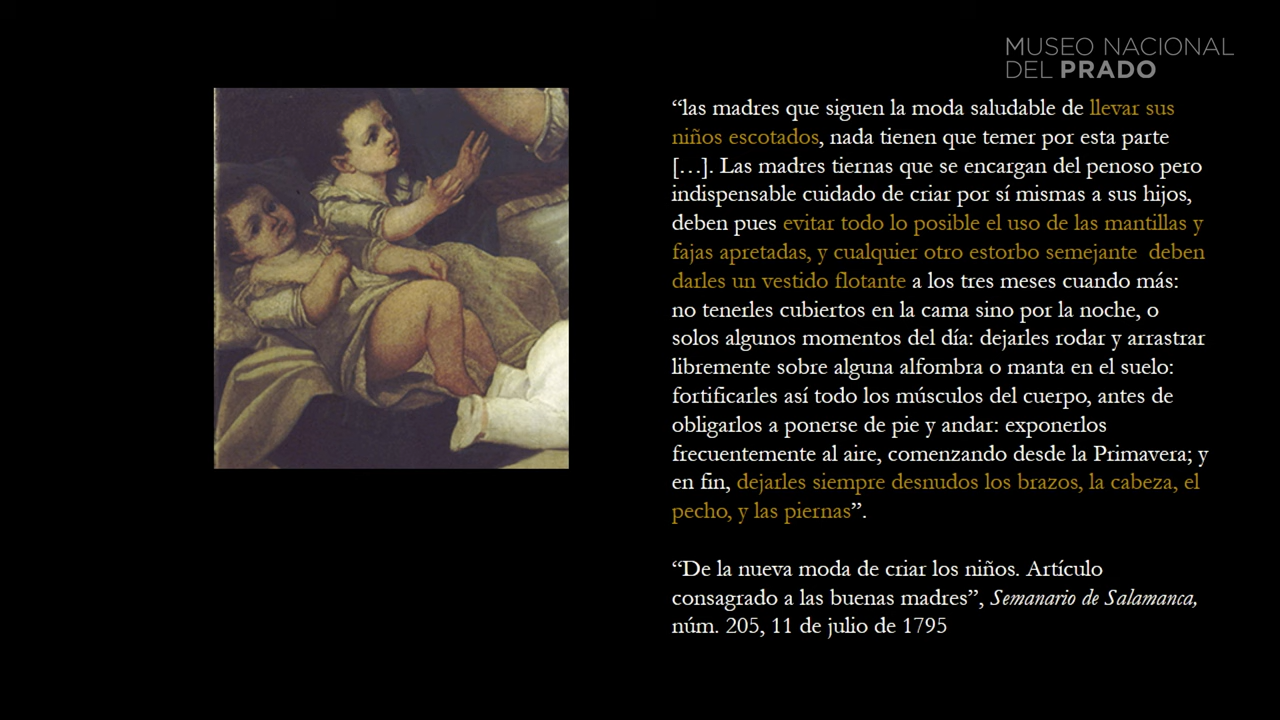 MUSEO NACIONAL
DEL PRADO
“las madres que siguen la moda saludable de llevar sus
niños escotados, nada tienen que temer por esta parte
[…]. Las madres tiernas que se encargan del penoso pero
indispensable cuidado de criar por sí mismas a sus hijos,
deben pues evitar todo lo posible el uso de las mantillas y
fajas apretadas, y cualquier otro estorbo semejante deben
darles un vestido flotante a los tres meses cuando más:
no tenerles cubiertos en la cama sino por la noche, o
solos algunos momentos del día: dejarles rodar y arrastrar
libremente sobre alguna alfombra o manta en el suelo:
fortificarles así todo los músculos del cuerpo, antes de
obligarlos a ponerse de pie y andar: exponerlos
frecuentemente al aire, comenzando desde la Primavera; y
en fin, dejarles siempre desnudos los brazos, la cabeza, el
pecho, y las piernas”.
“De la nueva moda de criar los niños. Artículo
consagrado a las buenas madres”, Semanario de Salamanca,
núm. 205, 11 de julio de 1795